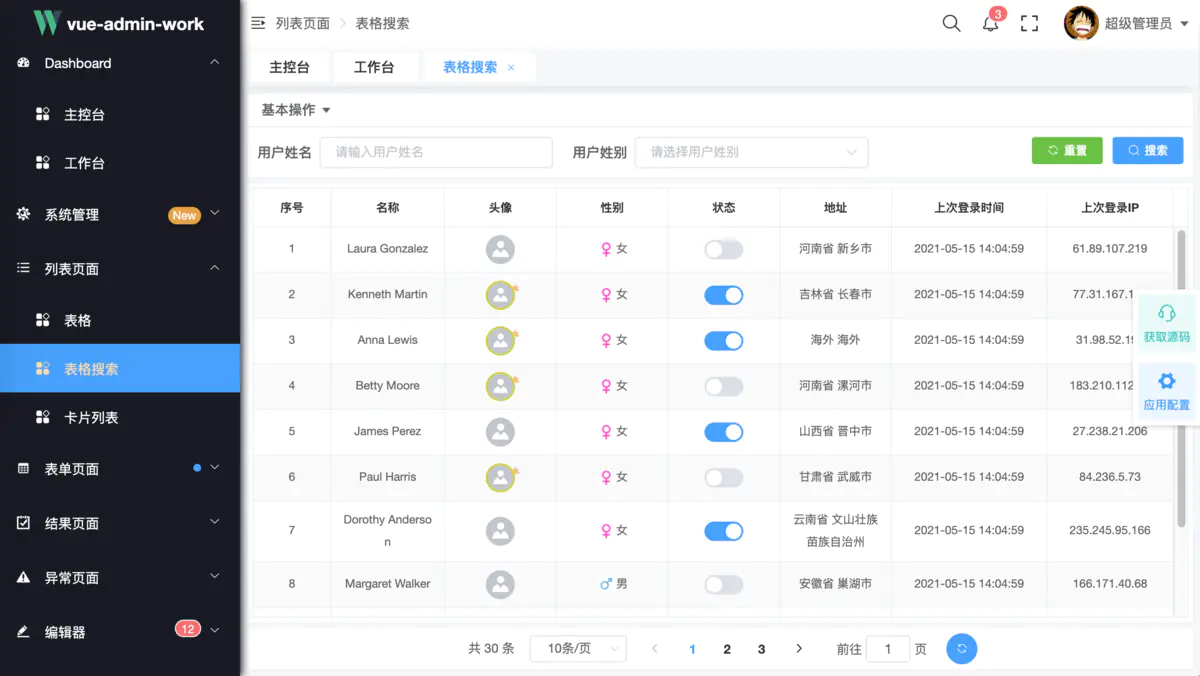 vue-admin-work
Dashboard
主控台
工作台
系统管理 New
列表页面
表格
表格搜索
卡片列表
表单页面
结果页面
异常页面
编辑器 12
列表页面 表格搜索
3
超级管理员
主控台 工作台 表格搜索
基本操作
用户姓名 请输入用户姓名 用户姓别 请选择用户姓别 重置 搜索
序号 名称 头像 性别 状态 地址 上次登录时间 上次登录IP
1 Laura Gonzalez 女 河南省 新乡市 2021-05-15 14:04:59 61.89.107.219
2 Kenneth Martin 女 吉林省 长春市 2021-05-15 14:04:59 77.31.167.1
3 Anna Lewis 女 海外 海外 2021-05-15 14:04:59 31.98.52.1
4 Betty Moore 女 河南省 漯河市 2021-05-15 14:04:59 183.210.112
5 James Perez 女 山西省 晋中市 2021-05-15 14:04:59 27.238.21.206
6 Paul Harris 女 甘肃省 武威市 2021-05-15 14:04:59 84.236.5.73
7 Dorothy Anderso
n 女 云南省 文山壮族
苗族自治州 2021-05-15 14:04:59 235.245.95.166
8 Margaret Walker 男 安徽省 巢湖市 2021-05-15 14:04:59 166.171.40.68
获取源码
应用配置
共 30 条 10条/页 1 2 3 前往 1 页